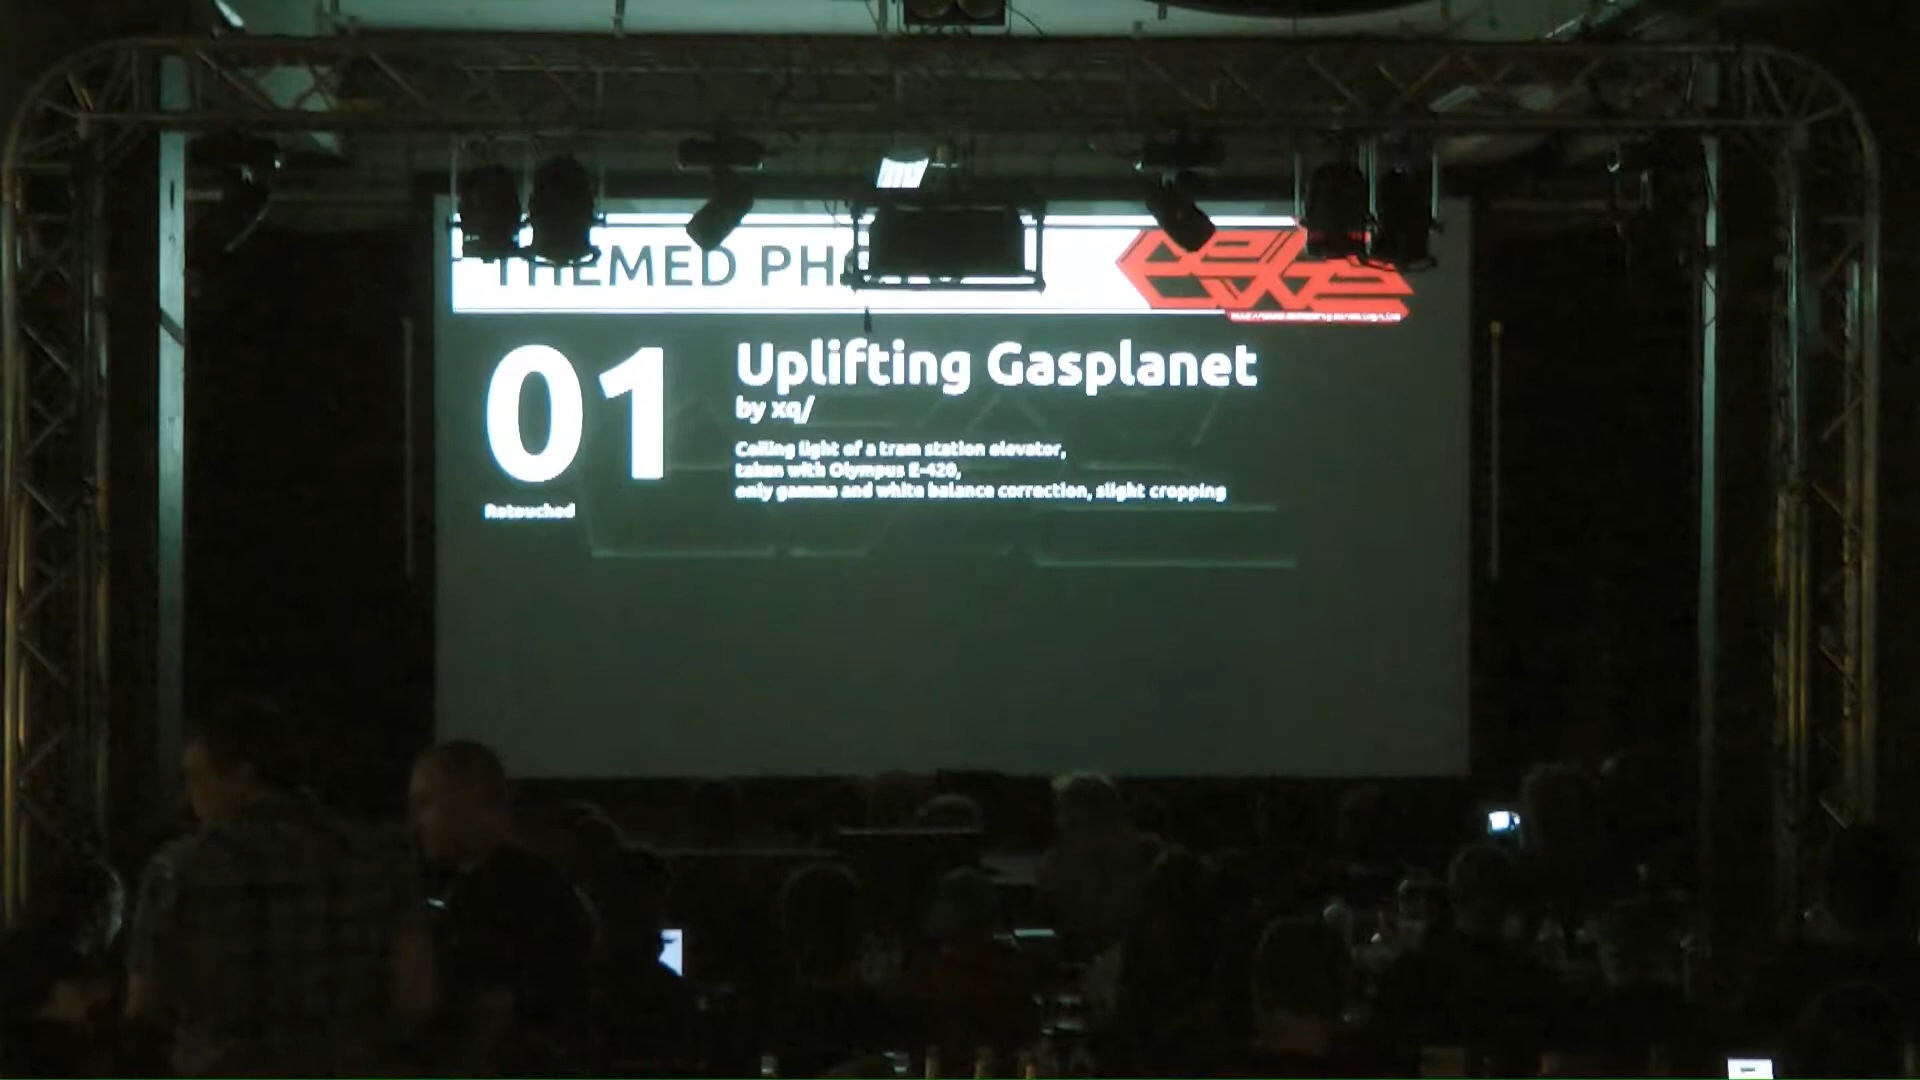 THEMED PH
01
Retouched
Uplifting Gasplanet
by xq/
Ceiling light of a tram station elevator,
taken with Olympus E-420,
only gamma and white balance correction, slight cropping